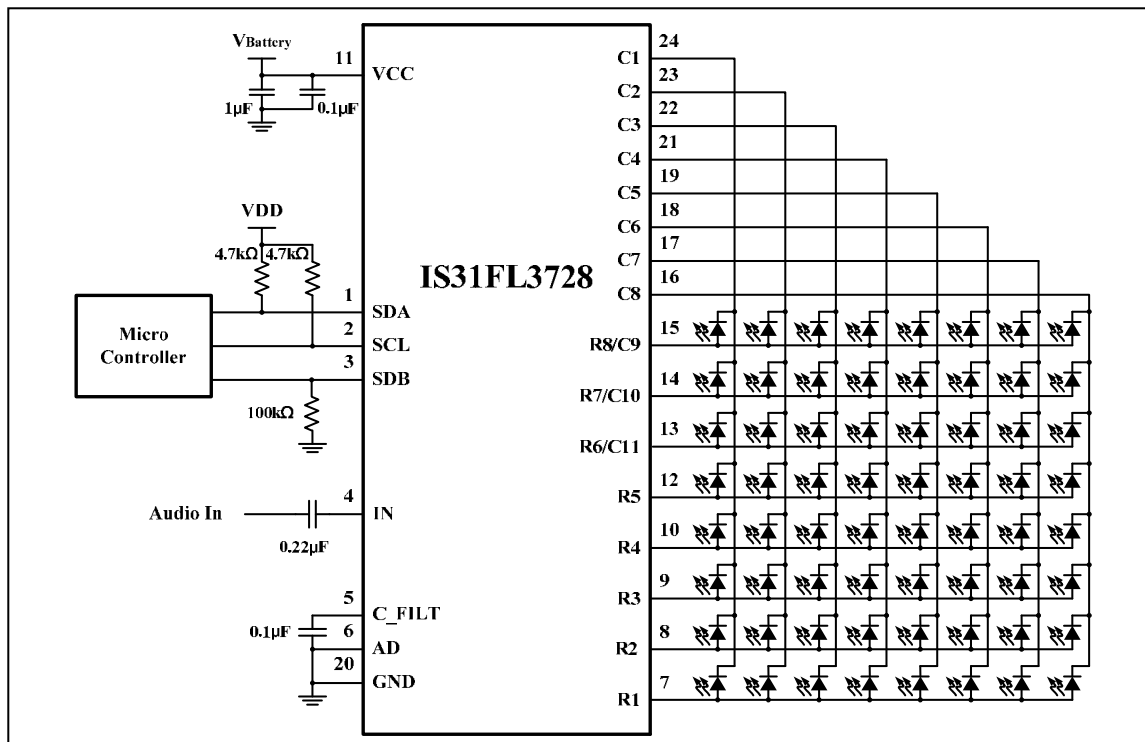 VBattery
11
VCC
1µF
0.1µF
VDD
4.7kΩ 4.7kΩ
Micro
Controller
1
SDA
2
SCL
3
SDB
100kΩ
Audio In
4
IN
0.22µF
5
C_FILT
0.1µF
6
AD
20
GND
IS31FL3728
24
C1
23
C2
22
C3
21
C4
19
C5
18
C6
17
C7
16
C8
15
R8/C9
14
R7/C10
13
R6/C11
12
R5
10
R4
9
R3
8
R2
7
R1